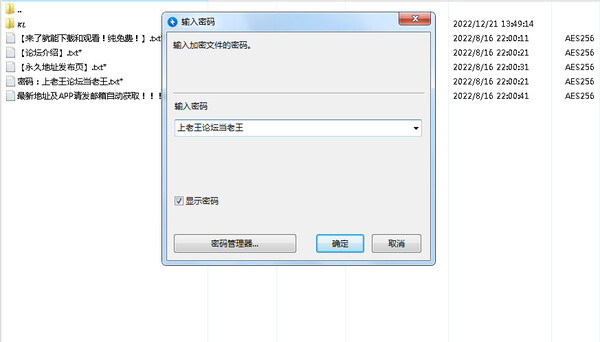 输入密码
..
KL 2022/12/21 13:49:14
【来了就能下载和观看！纯免费！】.txt* 2022/8/16 22:00:11 AES256
【论坛介绍】.txt* 2022/8/16 22:00:21 AES256
【永久地址发布页】.txt* 2022/8/16 22:00:31 AES256
密码：上老王论坛当老王.txt* 2022/8/16 22:00:21 AES256
最新地址及APP请发邮箱自动获取！！！ 2022/8/16 22:00:41 AES256
输入加密文件的密码。
输入密码
上老王论坛当老王
显示密码
密码管理器... 确定 取消